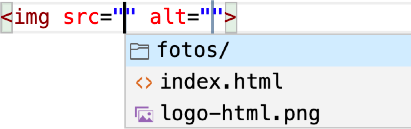 <img src="" alt="">
fotos/
index.html
logo-html.png